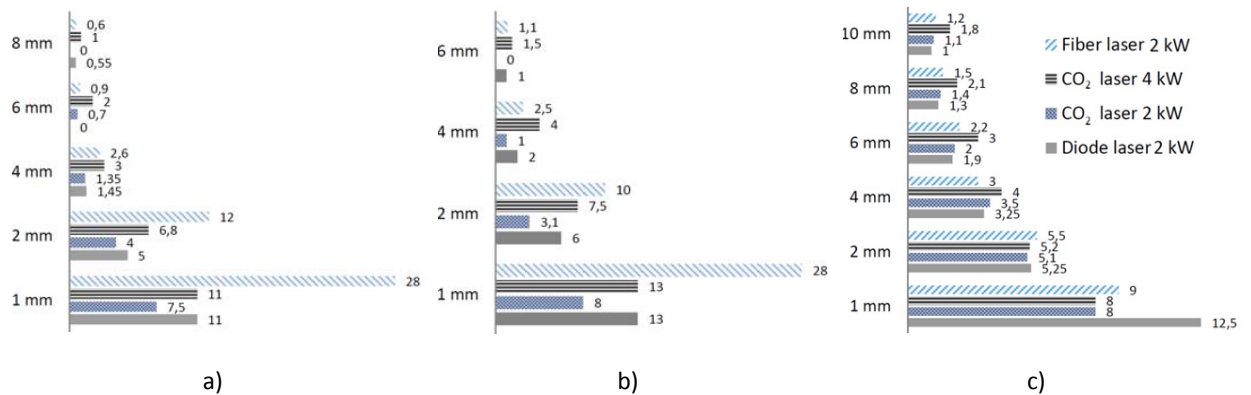 8 mm
0,6
1
0
0,55
6 mm
0,9
2
0,7
0
4 mm
2,6
3
1,35
1,45
2 mm
12
6,8
4
5
1 mm
28
11
7,5
11
a)
6 mm
1,1
1,5
0
1
4 mm
2,5
4
1
2
2 mm
10
7,5
3,1
6
1 mm
28
13
8
13
b)
10 mm
1,2
1,8
1,1
1
8 mm
1,5
2,1
1,4
1,3
6 mm
2,2
3
2
1,9
4 mm
3
4
3,5
3,25
2 mm
5,5
5,2
5,1
5,25
1 mm
9
8
8
12,5
Fiber laser 2 kW
CO₂ laser 4 kW
CO₂ laser 2 kW
Diode laser 2 kW
c)